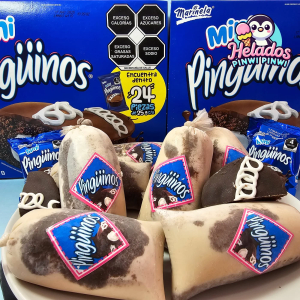 Mini
Pingüinos
EXCESO
CALORÍAS
EXCESO
AZÚCARES
EXCESO
GRASAS
SATURADAS
EXCESO
SODIO
Encuentra
dentro
24
PIEZAS
Marinela
Mini
Pingüinos
Helados
PINWI PINWI
Pingüinos
Pingüinos
Pingüinos
Pingüinos